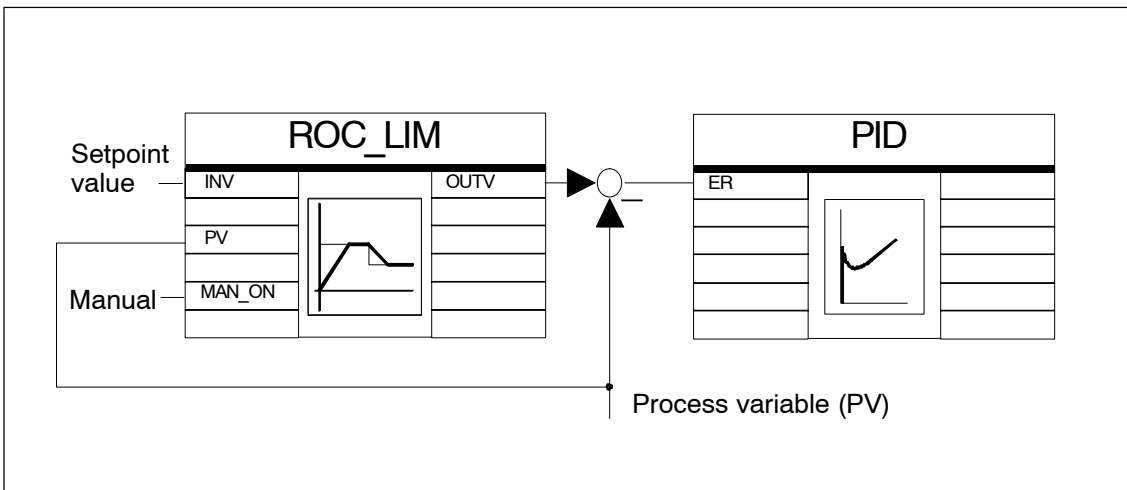 ROC_LIM
PID
Setpoint
value
INV
OUTV
ER
PV
Manual
MAN_ON
Process variable (PV)